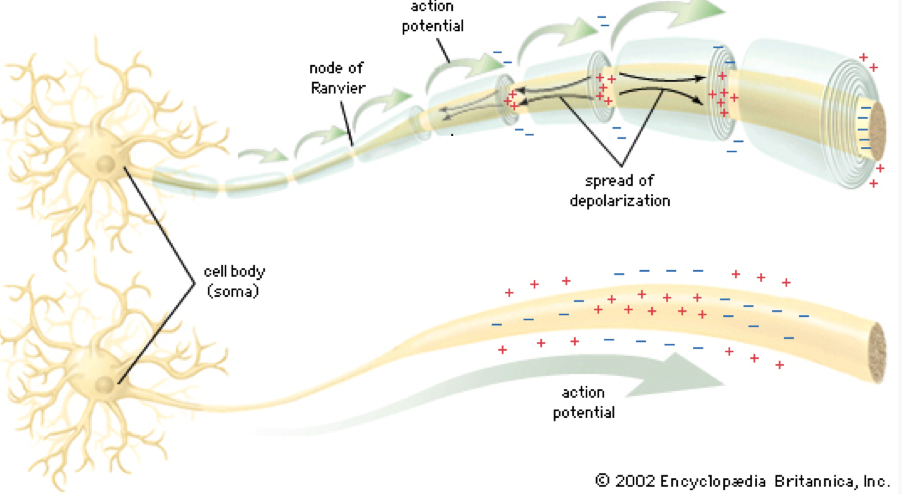 action
potential
node of
Ranvier
spread of
depolarization
cell body
(soma)
action
potential
© 2002 Encyclopædia Britannica, Inc.